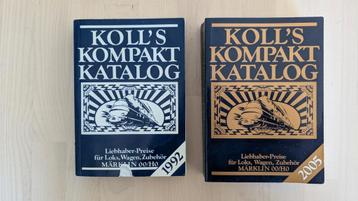 KOLL'S
KOMPAKT
KATALOG
Liebhaber-Preise
für Loks, Wagen, Zubehör
MÄRKLIN 00/H0
1992
KOLL'S
KOMPAKT
KATALOG
Liebhaber-Preise
für Loks, Wagen, Zubehör
MÄRKLIN 00/H0
2005